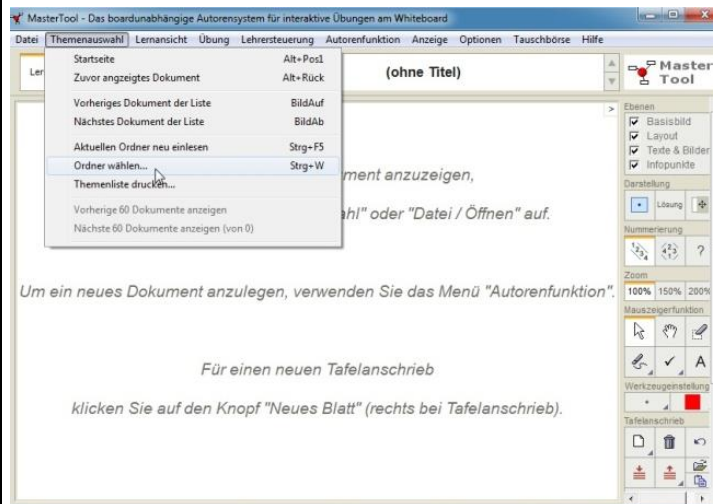 MasterTool - Das boardunabhängige Autorensystem für interaktive Übungen am Whiteboard
Datei Themenauswahl Lernansicht Übung Lehrersteuerung Autorenfunktion Anzeige Optionen Tauschbörse Hilfe
Ler
(ohne Titel)
Master
Tool
Startseite Alt+Pos1
Zuvor angzeigtes Dokument Alt+Rück
Vorheriges Dokument der Liste BildAuf
Nächstes Dokument der Liste BildAb
Aktuellen Ordner neu einlesen Strg+F5
Ordner wählen... Strg+W
Themenliste drucken...
Vorherige 60 Dokumente anzeigen
Nächste 60 Dokumente anzeigen (von 0)
ment anzuzeigen,
ahl" oder "Datei / Öffnen" auf.
Um ein neues Dokument anzulegen, verwenden Sie das Menü "Autorenfunktion".
Für einen neuen Tafelanschrieb
klicken Sie auf den Knopf "Neues Blatt" (rechts bei Tafelanschrieb).
Ebenen
Basisbild
Layout
Texte & Bilder
Infopunkte
Darstellung
Lösung
Nummerierung
1234 4231 ?
Zoom
100% 150% 200%
Mauszeigerfunktion
A
Werkzeugeinstellung
Tafelanschrieb